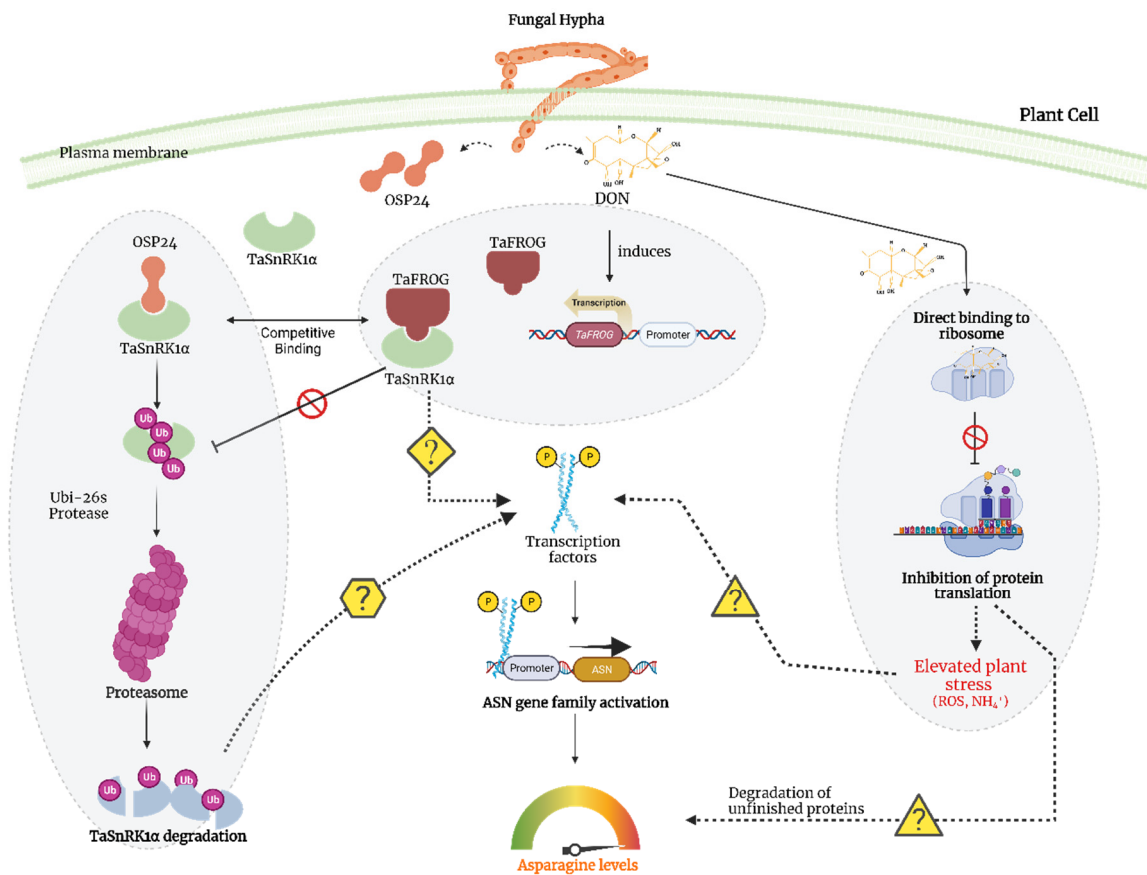 Fungal Hypha
Plant Cell
Plasma membrane
OSP24
DON
OSP24
TaSnRK1α
TaSnRK1α
TaFROG
TaFROG
TaSnRK1α
induces
Transcription
TaFROG
Promoter
Competitive
Binding
Direct binding to
ribosome
Ub
Ub
Ub
Ub
Ubi-26s
Protease
?
P
P
Transcription
factors
Inhibition of protein
translation
?
?
P
P
Promoter
ASN
ASN gene family activation
Elevated plant
stress
(ROS, NH₄⁺)
Proteasome
Ub
Ub
Ub
Ub
TaSnRK1α degradation
Degradation of
unfinished proteins
?
Asparagine levels